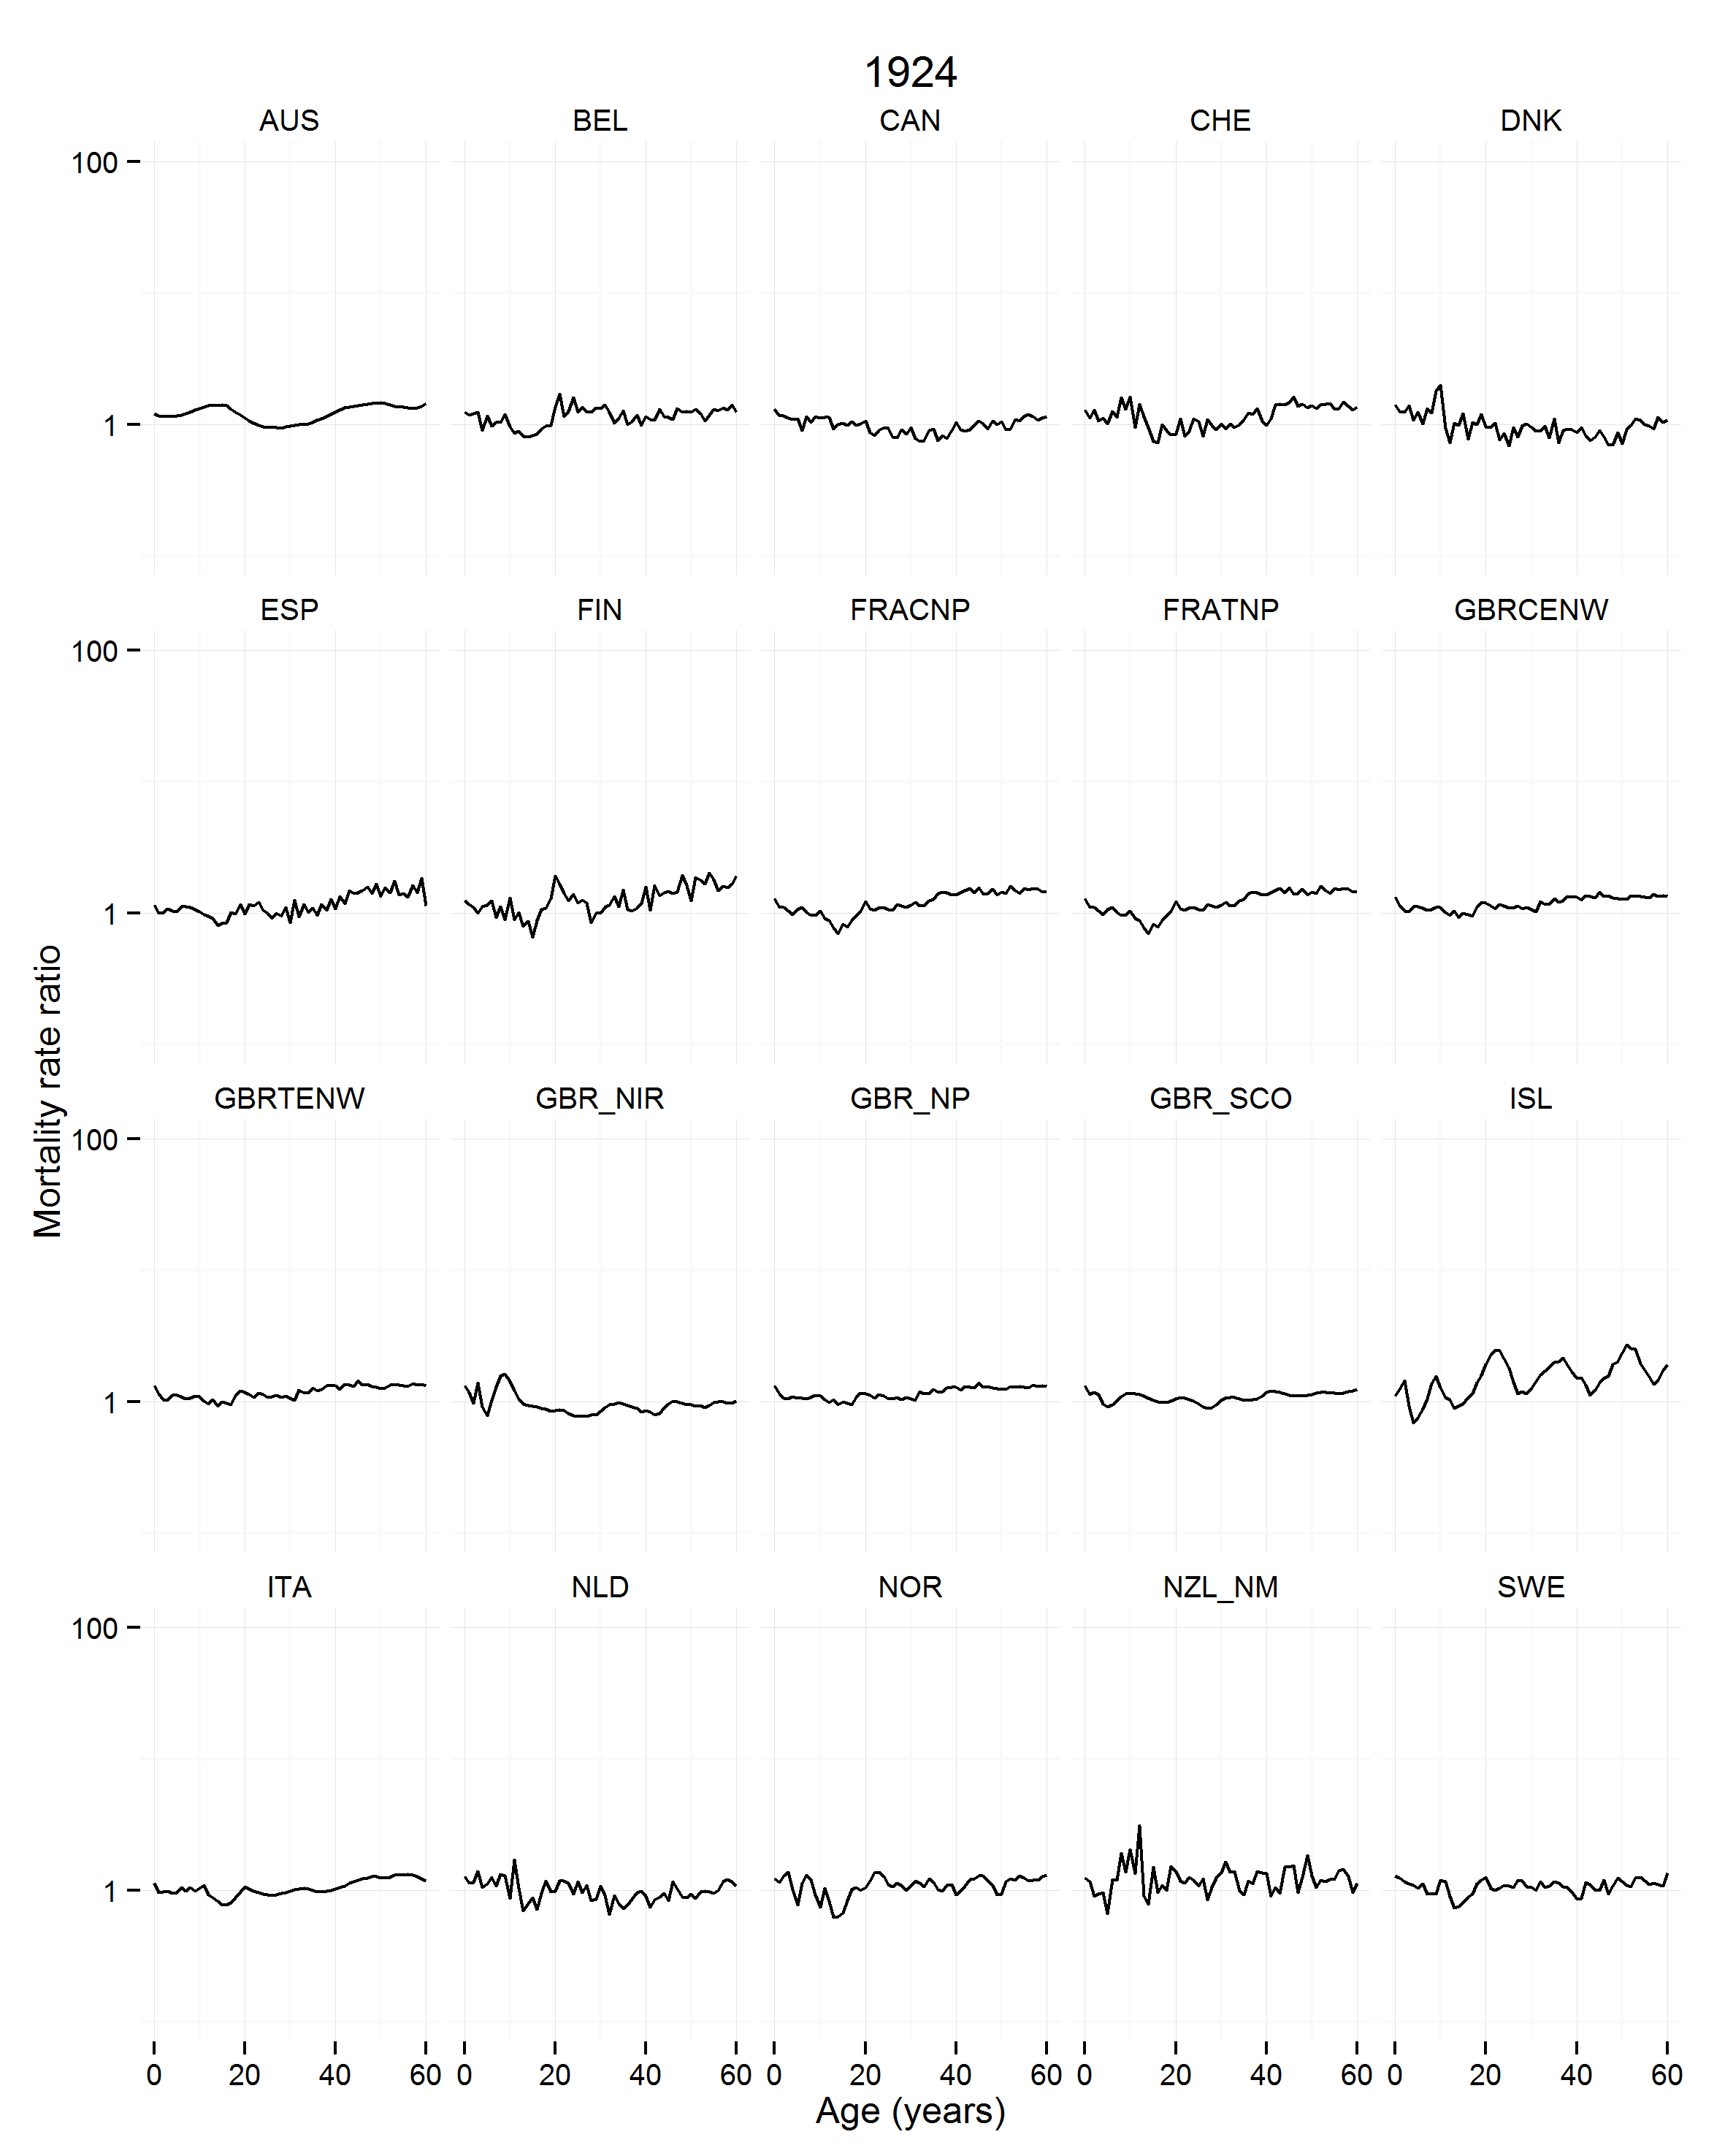 1924
AUS BEL CAN CHE DNK
100
1
ESP FIN FRACNP FRATNP GBRCENW
100
1
GBRTENW GBR_NIR GBR_NP GBR_SCO ISL
100
1
ITA NLD NOR NZL_NM SWE
100
1
0 20 40 60 0 20 40 60 0 20 40 60 0 20 40 60 0 20 40 60
Age (years)
Mortality rate ratio